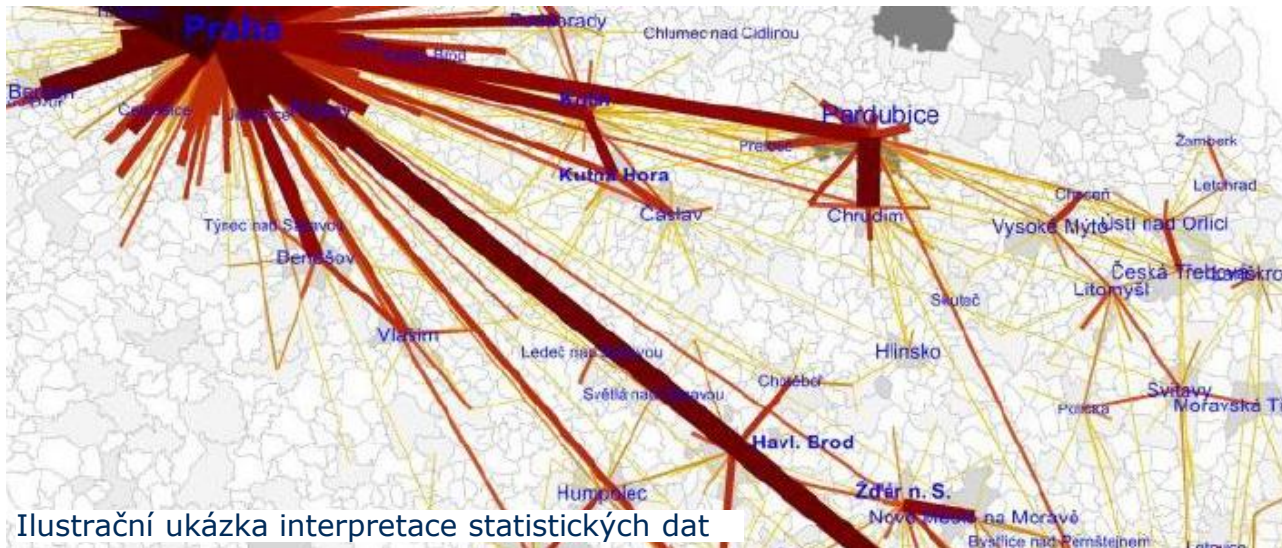 Praha
Chlumec nad Cidlinou
Kolín
Pardubice
Přelouč
Žamberk
Letohrad
Choceň
Kutná Hora
Čáslav
Chrudim
Vysoké Mýto
Ústí nad Orlicí
Týnec nad Sázavou
Benešov
Česká Třebová
Litomyšl
Skuteč
Vlašim
Ledeč nad Sázavou
Hlinsko
Chotěboř
Světlá nad Sázavou
Svitavy
Polička
Moravská Tř
Havl. Brod
Humpolec
Žďár n. S.
Nové Město na Moravě
Ilustrační ukázka interpretace statistických dat
Bystřice nad Pernštejnem